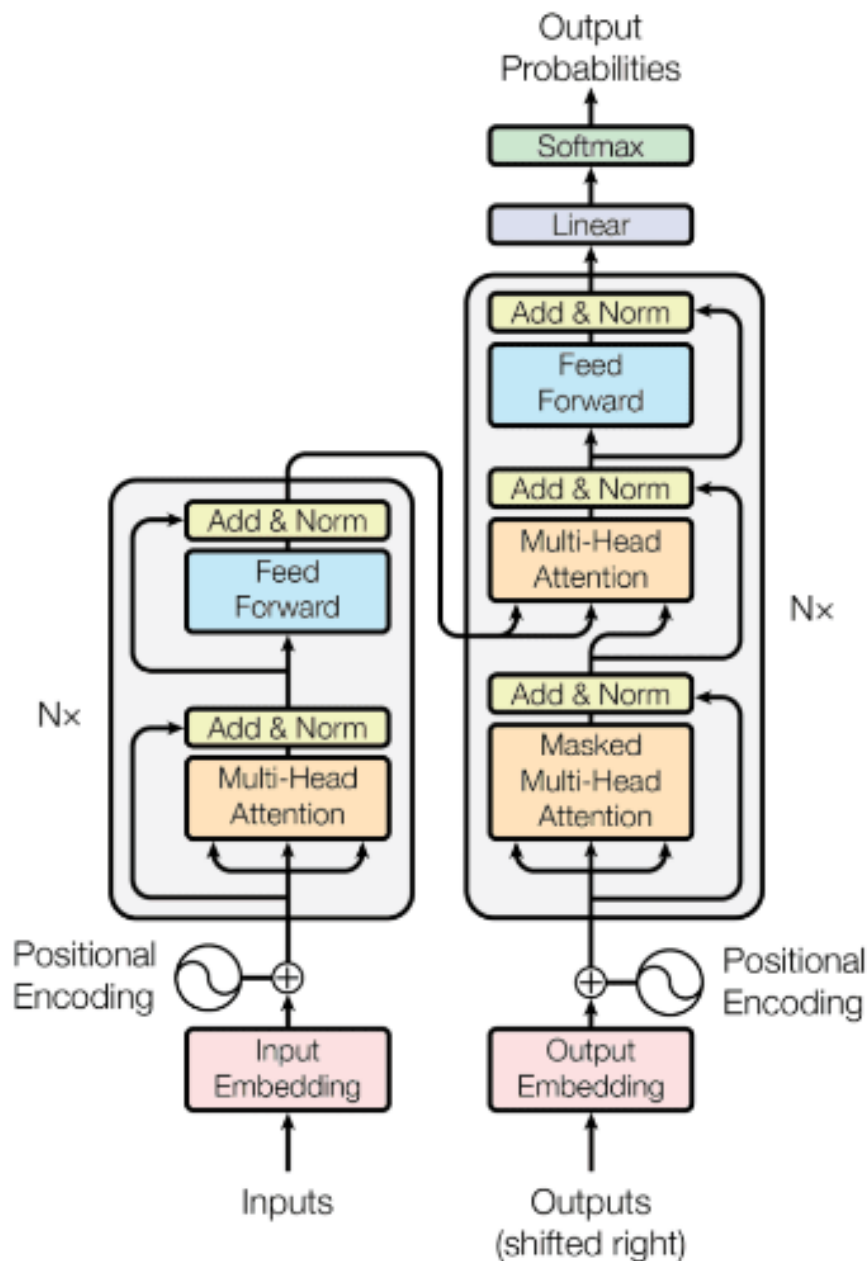 Output
Probabilities
Softmax
Linear
Add & Norm
Feed
Forward
Add & Norm
Multi-Head
Attention
Add & Norm
Masked
Multi-Head
Attention
N×
Add & Norm
Feed
Forward
Add & Norm
Multi-Head
Attention
N×
Positional
Encoding
Positional
Encoding
Input
Embedding
Output
Embedding
Inputs
Outputs
(shifted right)